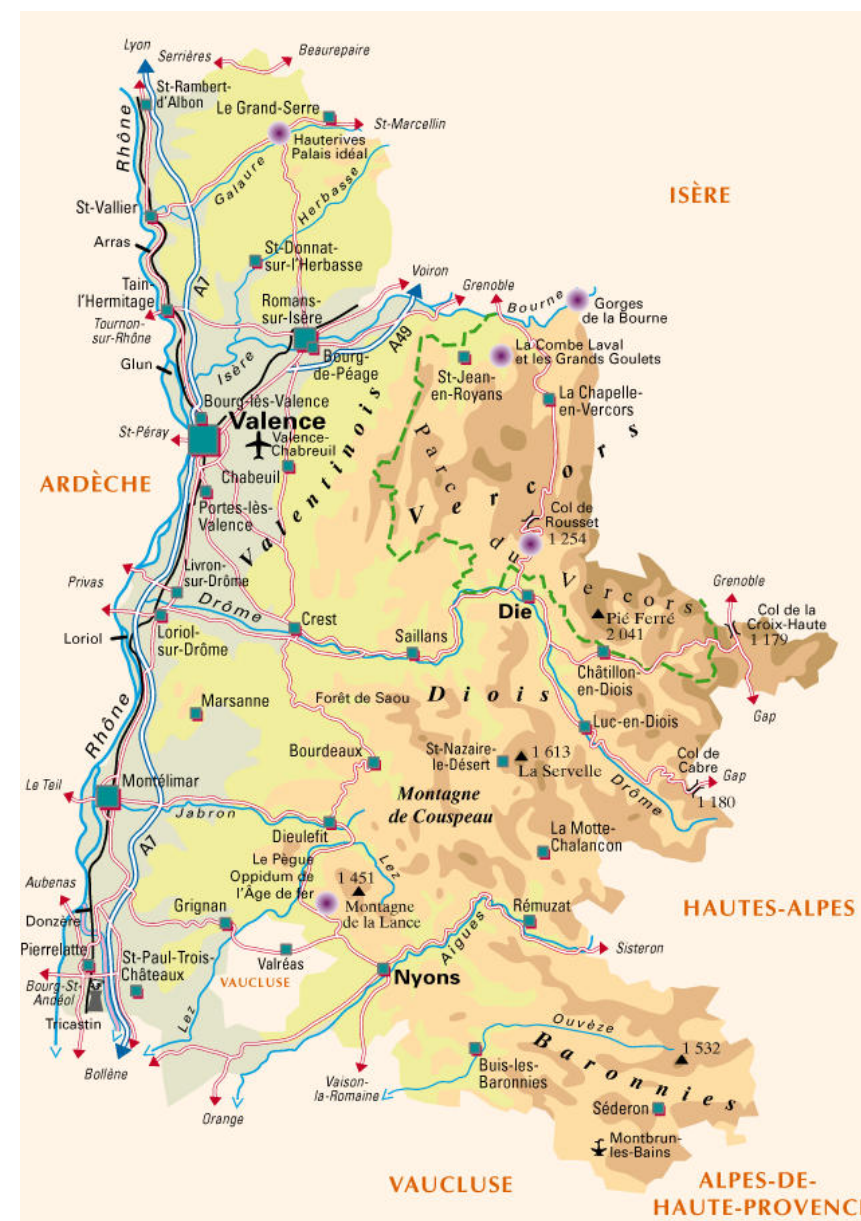 Lyon
Serrières
Beaurepaire
St-Rambert-
d'Albon
Le Grand-Serre
St-Marcellin
Rhône
Hauterives
Palais idéal
Galaure
Herbasse
ISÈRE
St-Vallier
Arras
St-Donnat-
sur-l'Herbasse
A7
Voiron
Tain-
l'Hermitage
Romans-
sur-Isère
Grenoble
Bourne
Gorges
de la Bourne
Tournon-
sur-Rhône
A49
La Combe Laval
et les Grands Goulets
Glun
Isère
Bourg-
de-Péage
St-Jean-
en-Royans
La Chapelle-
en-Vercors
Bourg-lès-Valence
Valence
St-Péray
Valence-
Chabreuil
Valentinois
Parc du Vercors
Vercors
ARDÈCHE
Chabeuil
Portes-lès-
Valence
Col de
Rousset
1 254
Livron-
sur-Drôme
Privas
Drôme
Die
Grenoble
Pié Ferré
2 041
Col de la
Croix-Haute
1 179
Loriol
Loriol-
sur-Drôme
Crest
Saillans
Châtillon-
en-Diois
Gap
Rhône
Marsanne
Forêt de Saou
Diois
Luc-en-Diois
Bourdeaux
St-Nazaire-
le-Désert
1 613
La Servelle
Col de
Cabre
Gap
1 180
Drôme
Le Teil
Montélimar
Jabron
Montagne
de Couspeau
Dieulefit
La Motte-
Chalancon
A7
Le Pègue
Oppidum de
l'Âge de fer
Lez
1 451
Montagne
de la Lance
Aubenas
Donzère
Grignan
Rémuzat
HAUTES-ALPES
Pierrelatte
St-Paul-Trois-
Châteaux
Valréas
VAUCLUSE
Nyons
Aigues
Sisteron
Bourg-St-
Andéol
Tricastin
Lez
Ouvèze
1 532
Bollène
Orange
Vaison-
la-Romaine
Buis-les-
Baronnies
Baronnies
Séderon
Montbrun-
les-Bains
VAUCLUSE
ALPES-DE-
HAUTE-PROVENCE